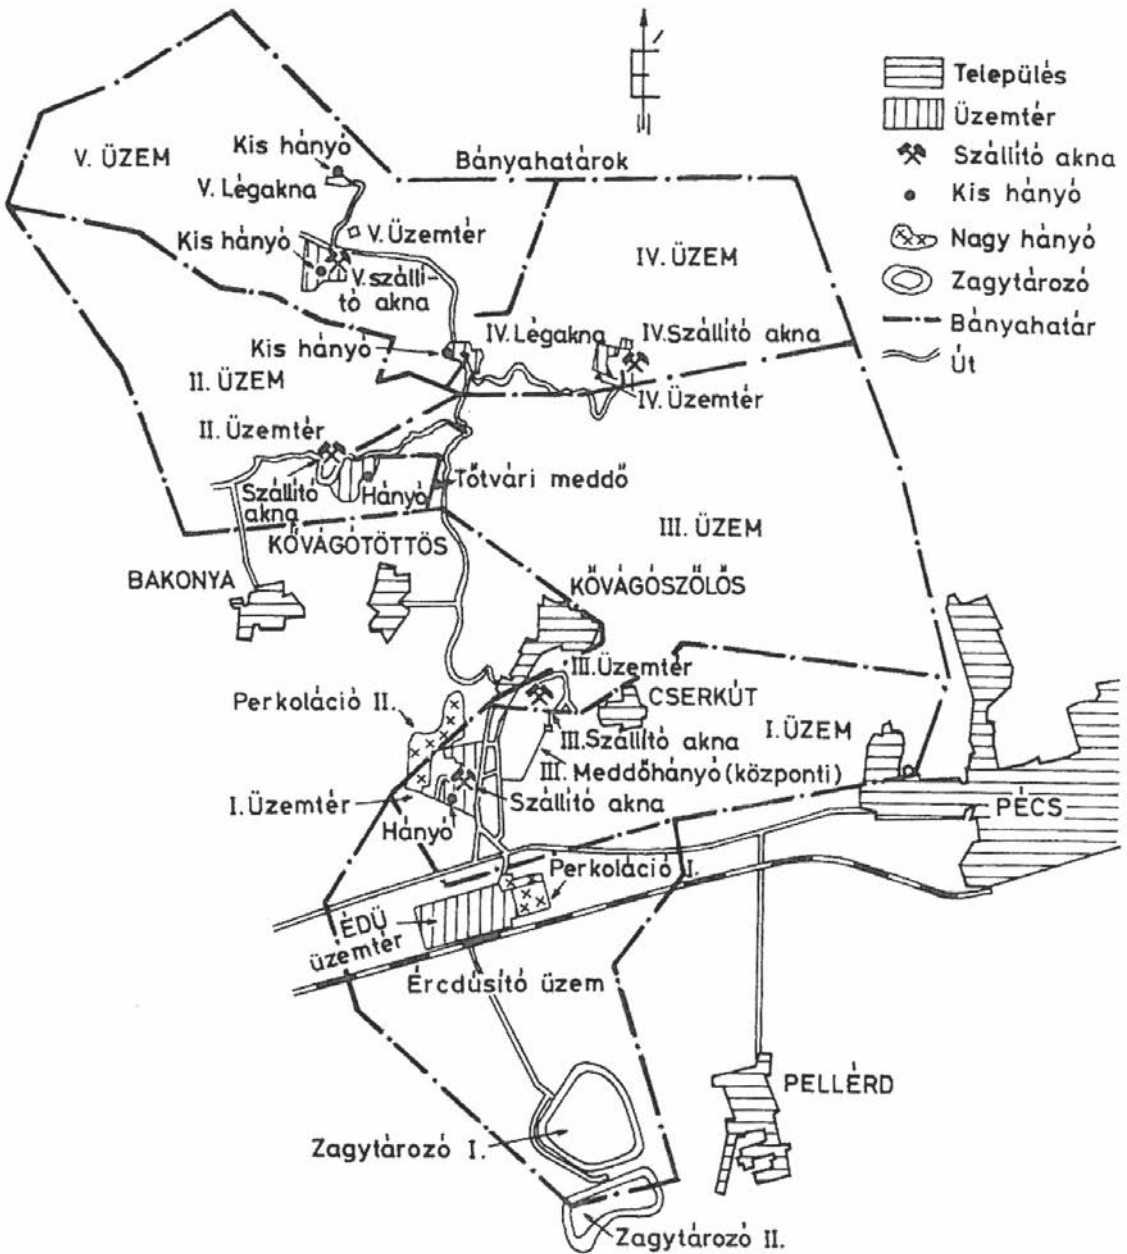 É
Település
Üzemtér
Szállító akna
Kis hányó
Nagy hányó
Zagytározó
Bányahatár
Út
V. ÜZEM
Kis hányó
V. Légakna
Bányahatárok
Kis hányó
V. Üzemtér
V. szállí-
tó akna
IV. ÜZEM
Kis hányó
IV. Légakna
IV. Szállító akna
II. ÜZEM
IV. Üzemtér
II. Üzemtér
Szállító
akna
Hányó
Tőtvári meddő
KŐVÁGÓTÖTTÖS
III. ÜZEM
BAKONYA
KŐVÁGÓSZŐLŐS
III. Üzemtér
Perkoláció II.
CSERKÚT
I. ÜZEM
III. Szállító akna
III. Meddőhányó (központi)
I. Üzemtér
Szállító akna
Hányó
PÉCS
Perkoláció I.
ÉDÜ
üzemtér
Ércdúsító üzem
PELLÉRD
Zagytározó I.
Zagytározó II.